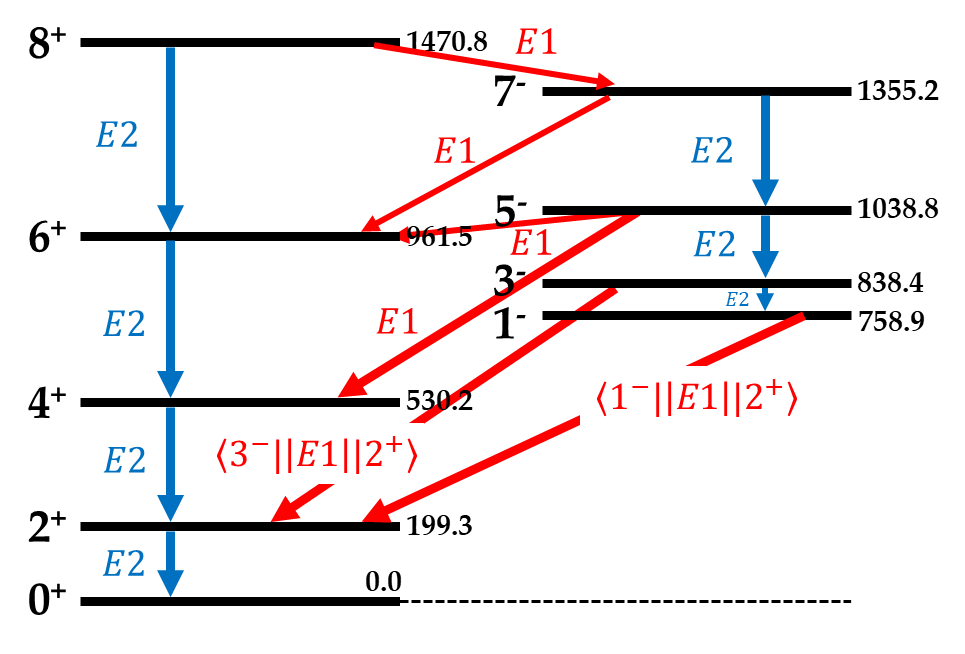 8⁺ 1470.8 E1
7⁻ 1355.2
E2 E1 E2
5⁻ 1038.8
6⁺ 961.5 E1 E2
3⁻ 838.4
E2
E2 E1 1⁻ 758.9
4⁺ 530.2 ⟨1⁻||E1||2⁺⟩
E2 ⟨3⁻||E1||2⁺⟩
2⁺ 199.3
E2 0.0
0⁺